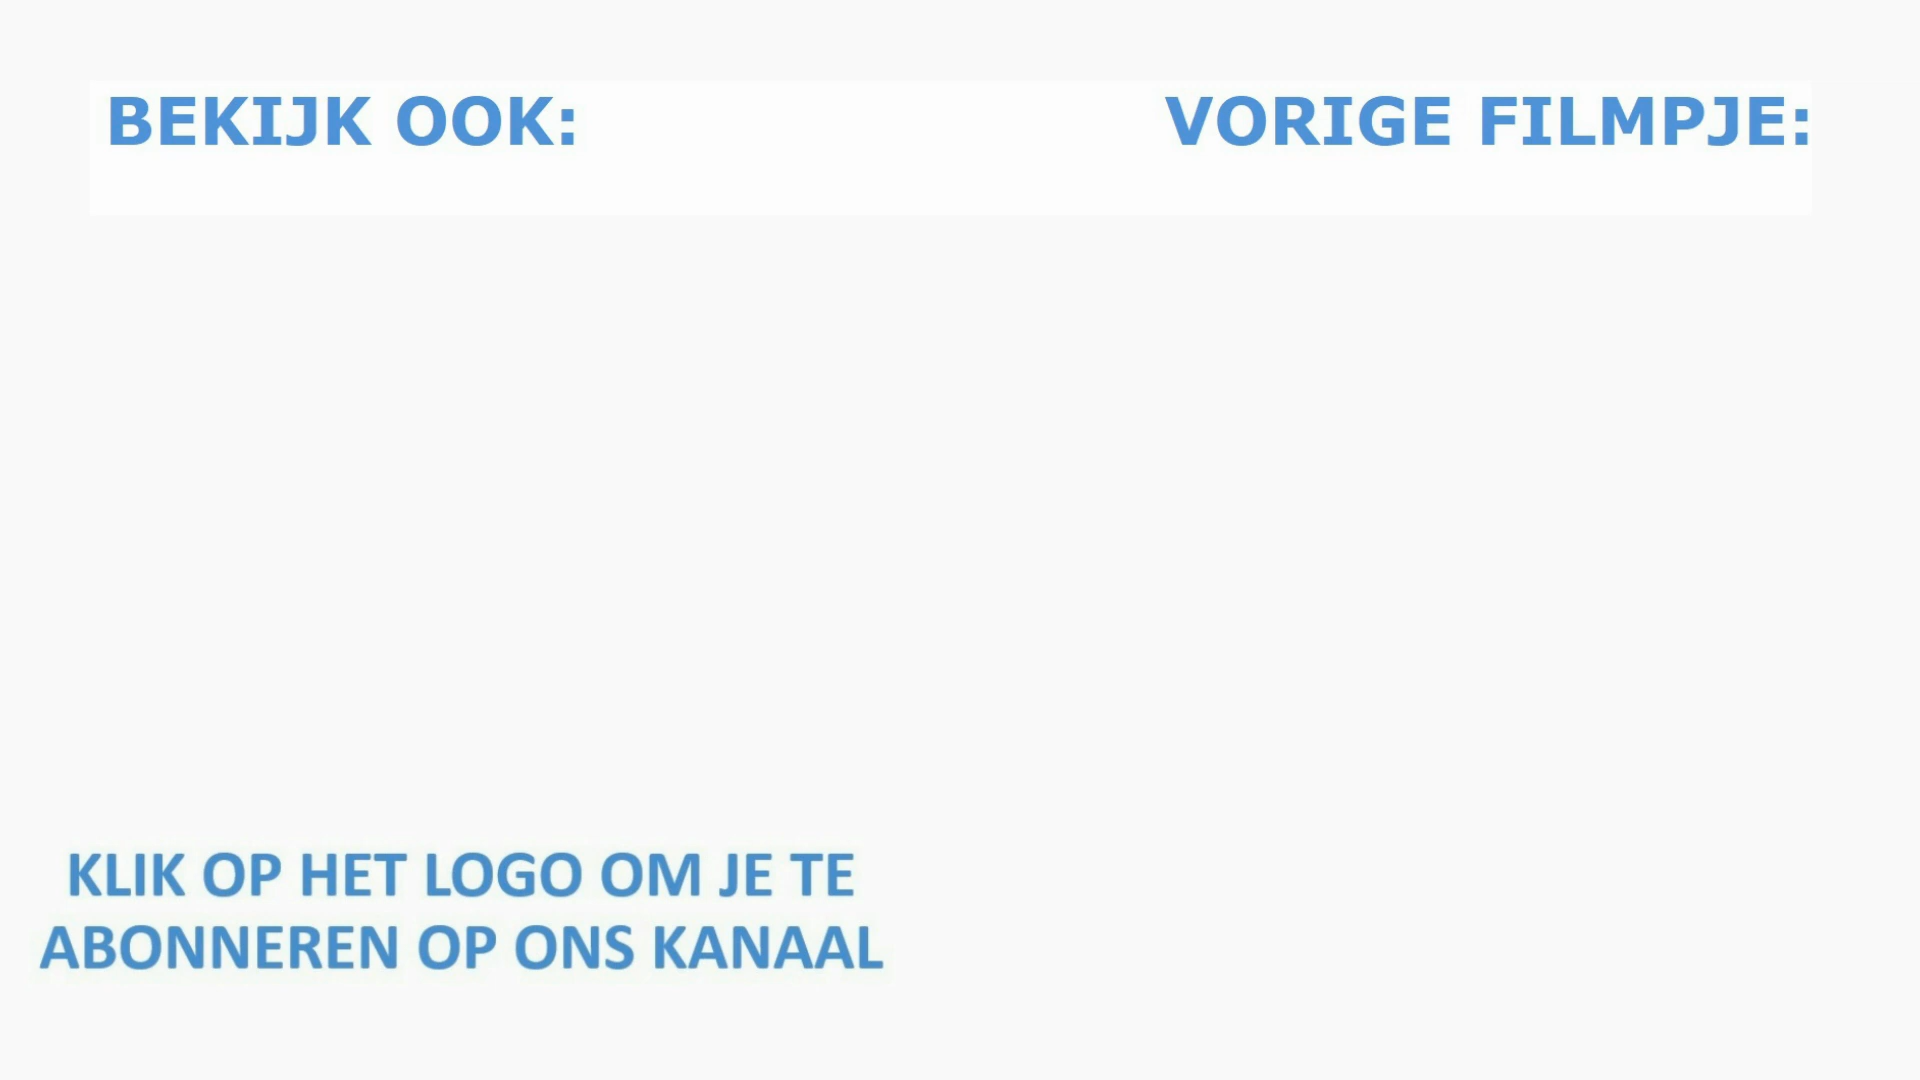 BEKIJK OOK:
VORIGE FILMPJE:
KLIK OP HET LOGO OM JE TE
ABONNEREN OP ONS KANAAL